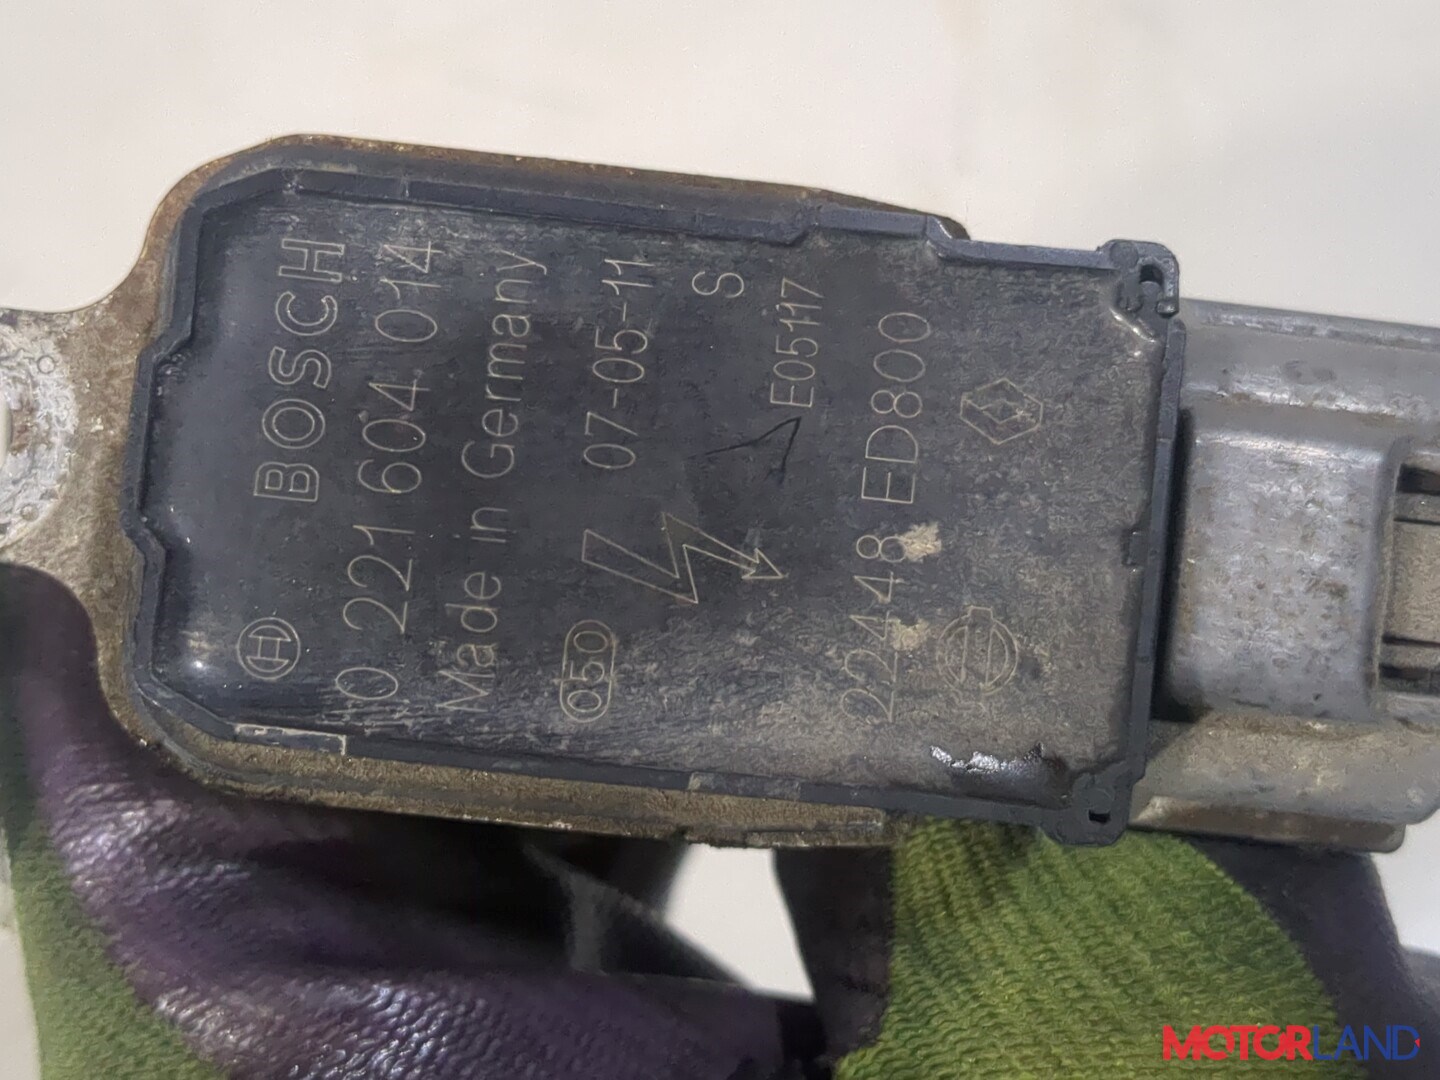 BOSCH
0 221 604 014
Made in Germany
050 07-05-11
S
E05117
22448 ED800
MOTORLAND